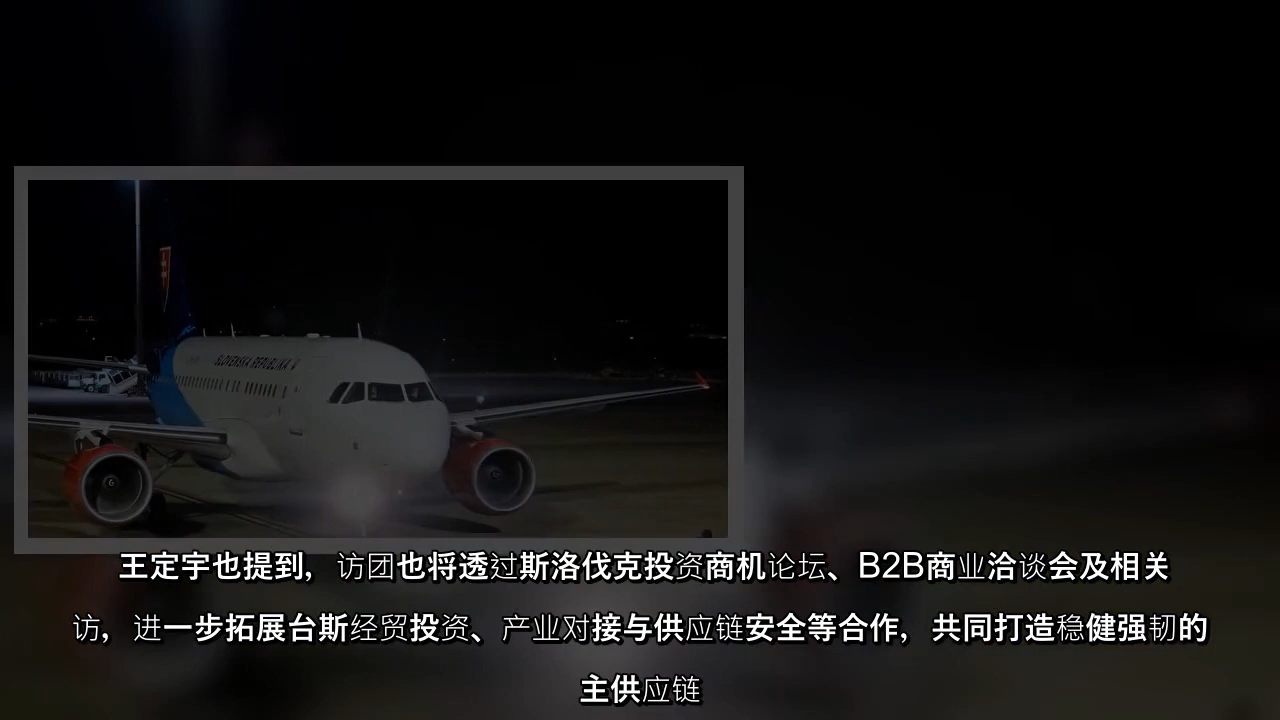 SLOVENSKA REPUBLIKA
王定宇也提到，访团也将透过斯洛伐克投资商机论坛、B2B商业洽谈会及相关
访，进一步拓展台斯经贸投资、产业对接与供应链安全等合作，共同打造稳健强韧的
主供应链